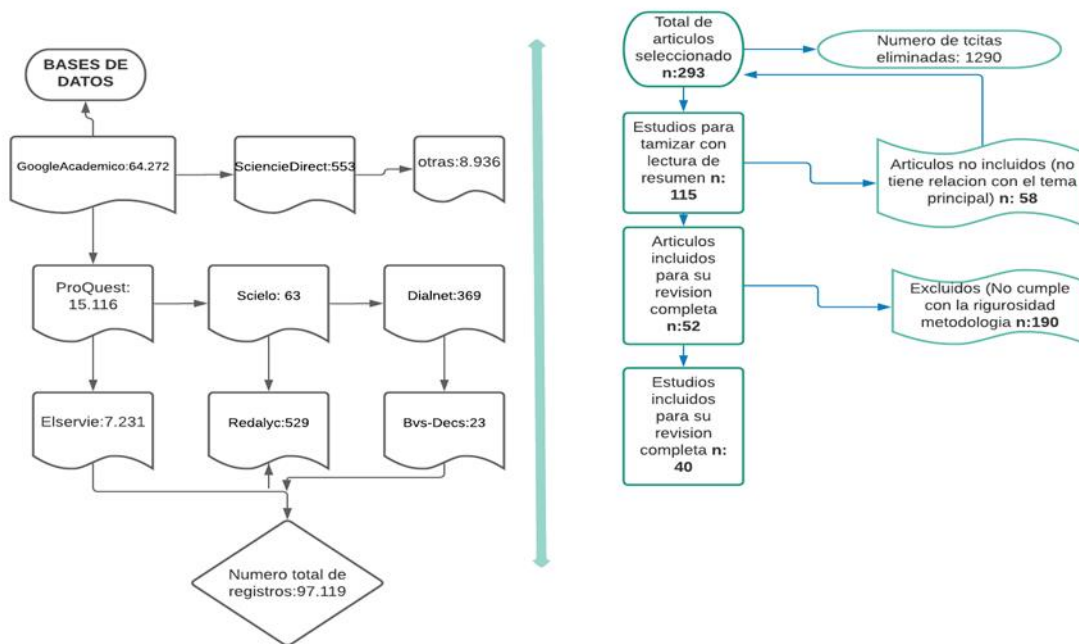 BASES DE
DATOS
GoogleAcademico:64.272
SciencieDirect:553
otras:8.936
ProQuest:
15.116
Scielo: 63
Dialnet:369
Elservie:7.231
Redalyc:529
Bvs-Decs:23
Numero total de
registros:97.119
Total de
articulos
seleccionado
n:293
Numero de tcitas
eliminadas: 1290
Estudios para
tamizar con
lectura de
resumen n:
115
Articulos no incluidos (no
tiene relacion con el tema
principal) n: 58
Articulos
incluidos
para su
revision
completa
n:52
Excluidos (No cumple
con la rigurosidad
metodologia n:190
Estudios
incluidos
para su
revision
completa n:
40